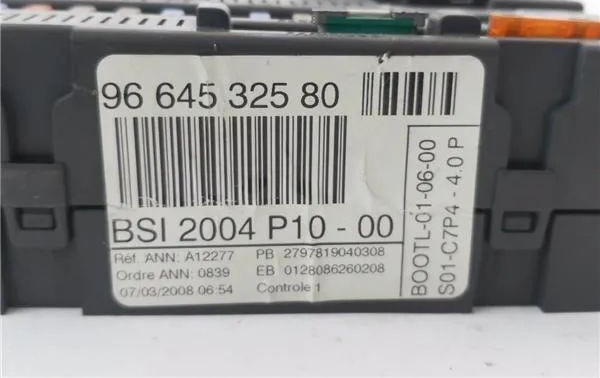 96 645 325 80
BSI 2004 P10 - 00
Réf. ANN: A12277 PB 2797819040308
Ordre ANN: 0839 EB 0128086260208
07/03/2008 06:54 Controle 1
BOOTL-01-06-00
S01-C7P4 - 4.0 P